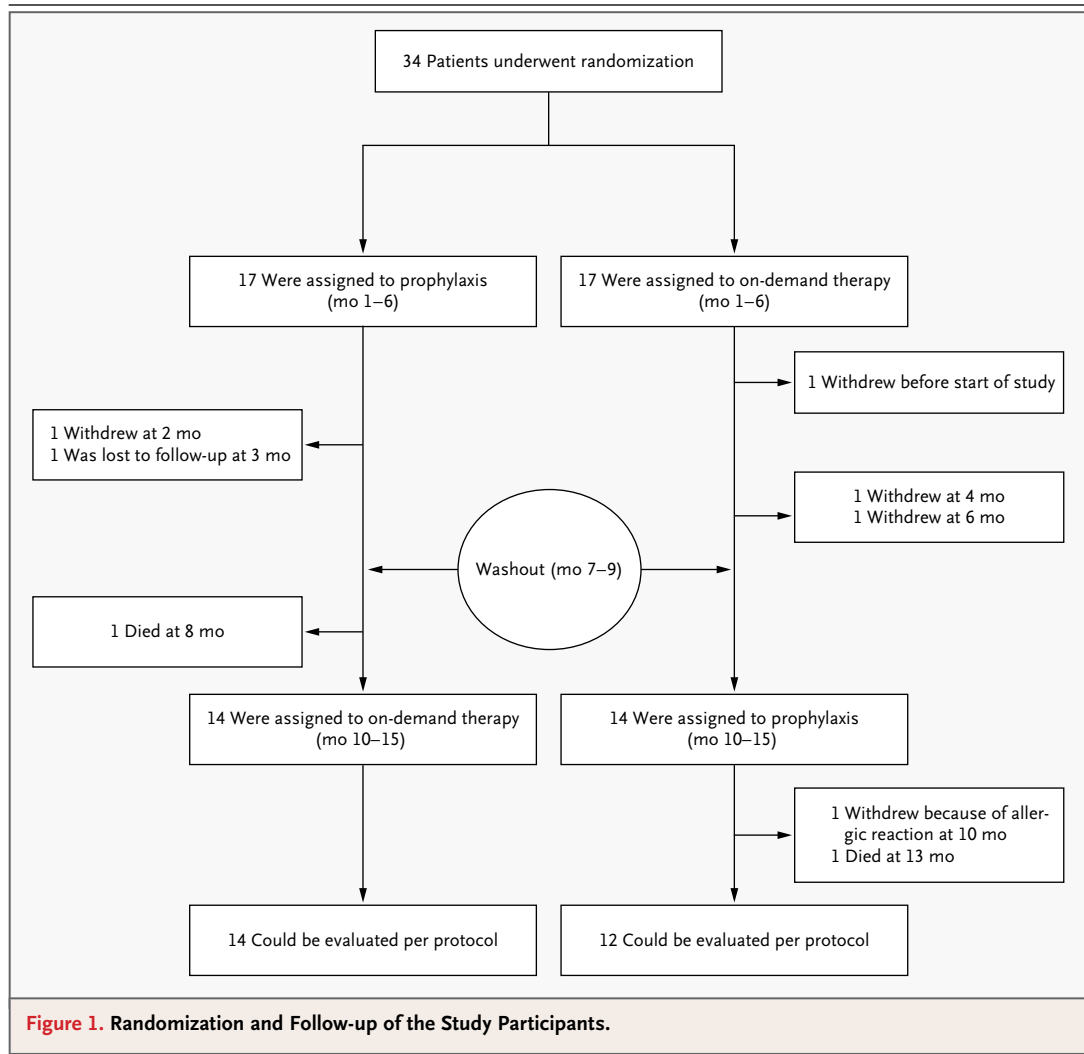 34 Patients underwent randomization
17 Were assigned to prophylaxis
(mo 1–6)
17 Were assigned to on-demand therapy
(mo 1–6)
1 Withdrew before start of study
1 Withdrew at 2 mo
1 Was lost to follow-up at 3 mo
1 Withdrew at 4 mo
1 Withdrew at 6 mo
Washout (mo 7–9)
1 Died at 8 mo
14 Were assigned to on-demand therapy
(mo 10–15)
14 Were assigned to prophylaxis
(mo 10–15)
1 Withdrew because of aller-
gic reaction at 10 mo
1 Died at 13 mo
14 Could be evaluated per protocol
12 Could be evaluated per protocol
Figure 1. Randomization and Follow-up of the Study Participants.